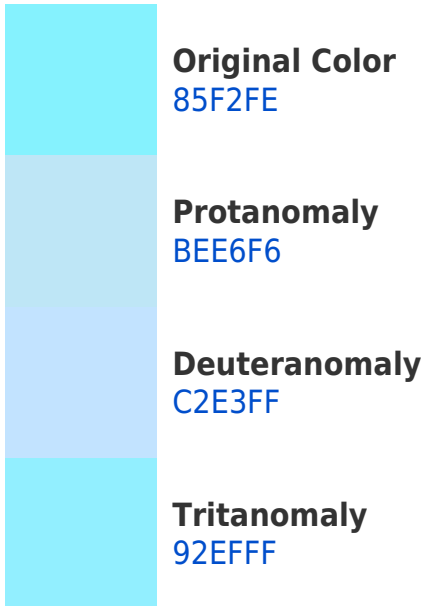 Original Color
85F2FE
Protanomaly
BEE6F6
Deuteranomaly
C2E3FF
Tritanomaly
92EFFF